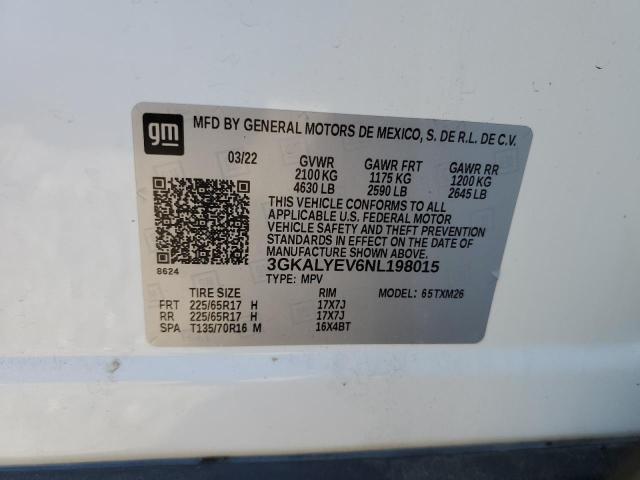 gm
MFD BY GENERAL MOTORS DE MEXICO, S. DE R.L. DE C.V.
03/22 GVWR GAWR FRT GAWR RR
2100 KG 1175 KG 1200 KG
4630 LB 2590 LB 2645 LB
THIS VEHICLE CONFORMS TO ALL
APPLICABLE U.S. FEDERAL MOTOR
VEHICLE SAFETY AND THEFT PREVENTION
STANDARDS IN EFFECT ON THE DATE OF
MANUFACTURE SHOWN ABOVE.
8624
3GKALYEV6NL198015
TYPE: MPV MODEL: 65TXM26
TIRE SIZE RIM
FRT 225/65R17 H 17X7J
RR 225/65R17 H 17X7J
SPA T135/70R16 M 16X4BT